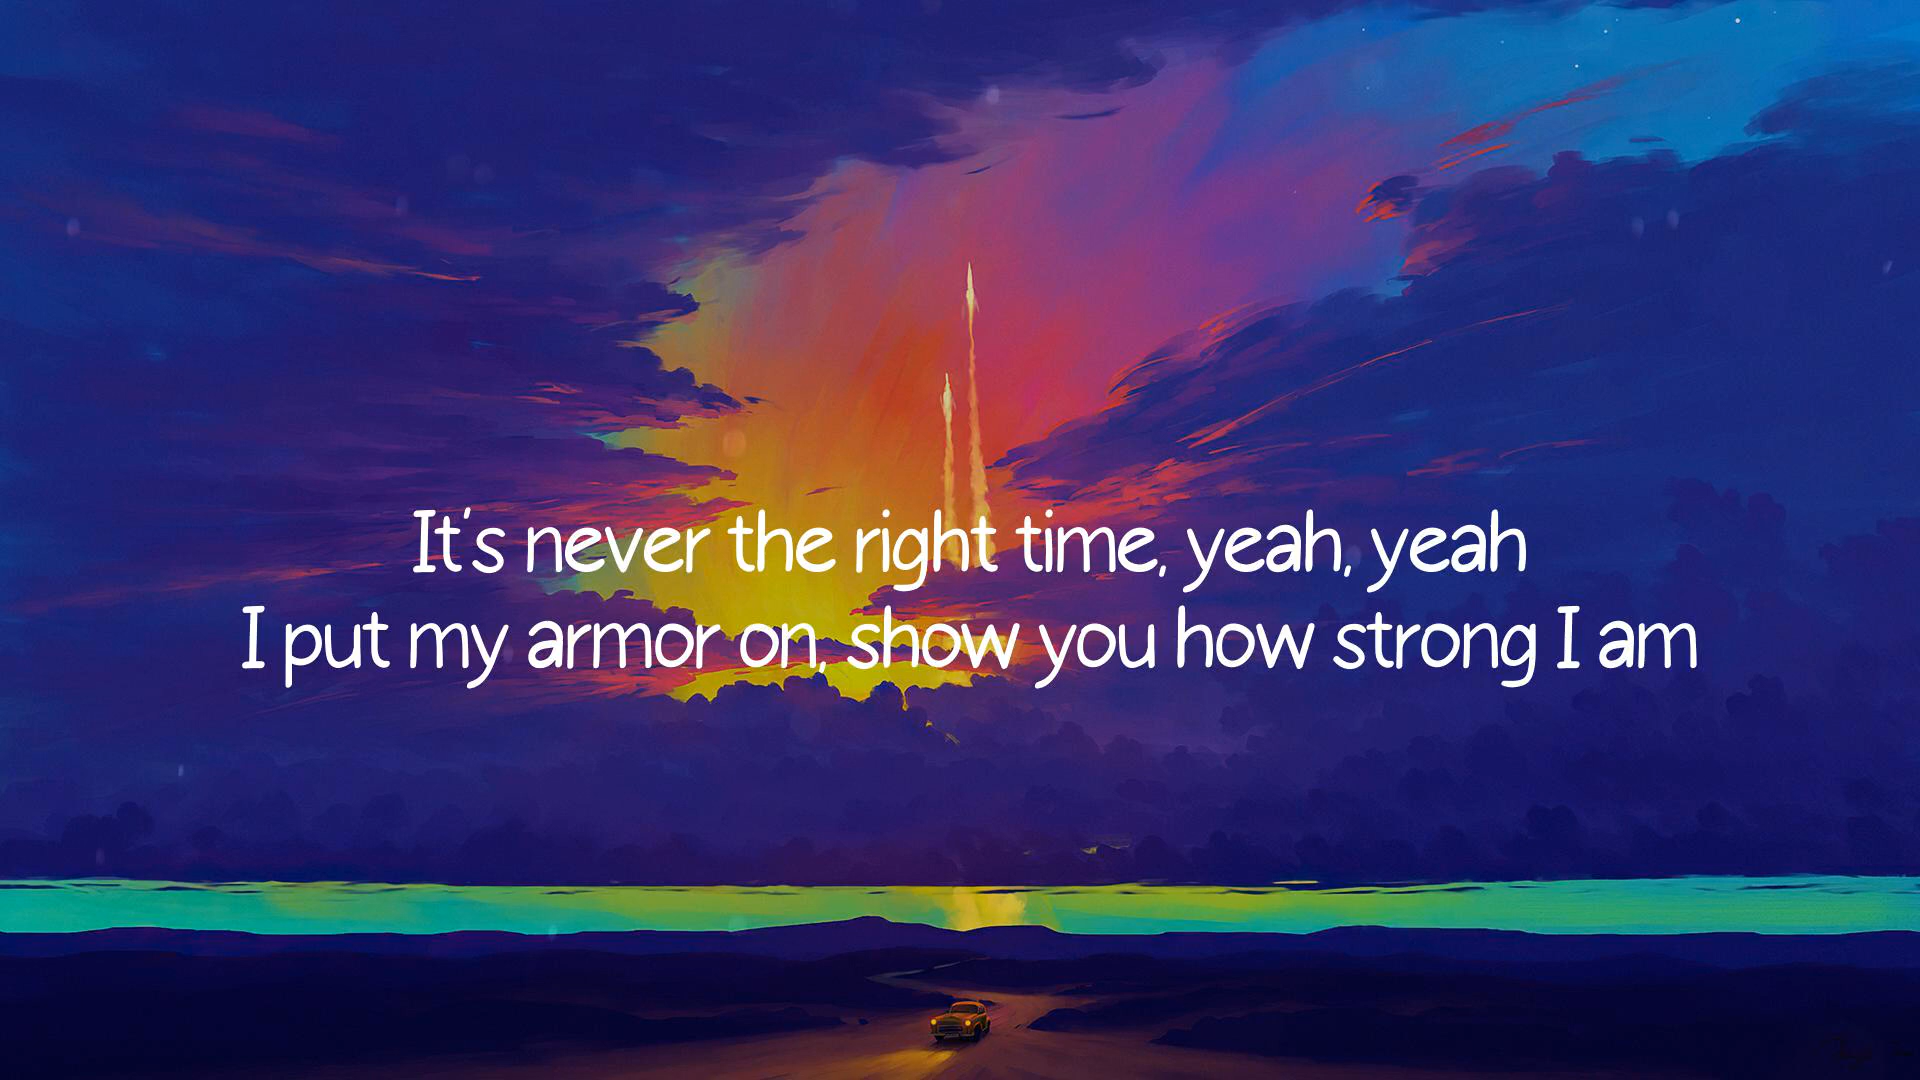 It's never the right time, yeah, yeah
I put my armor on, show you how strong I am